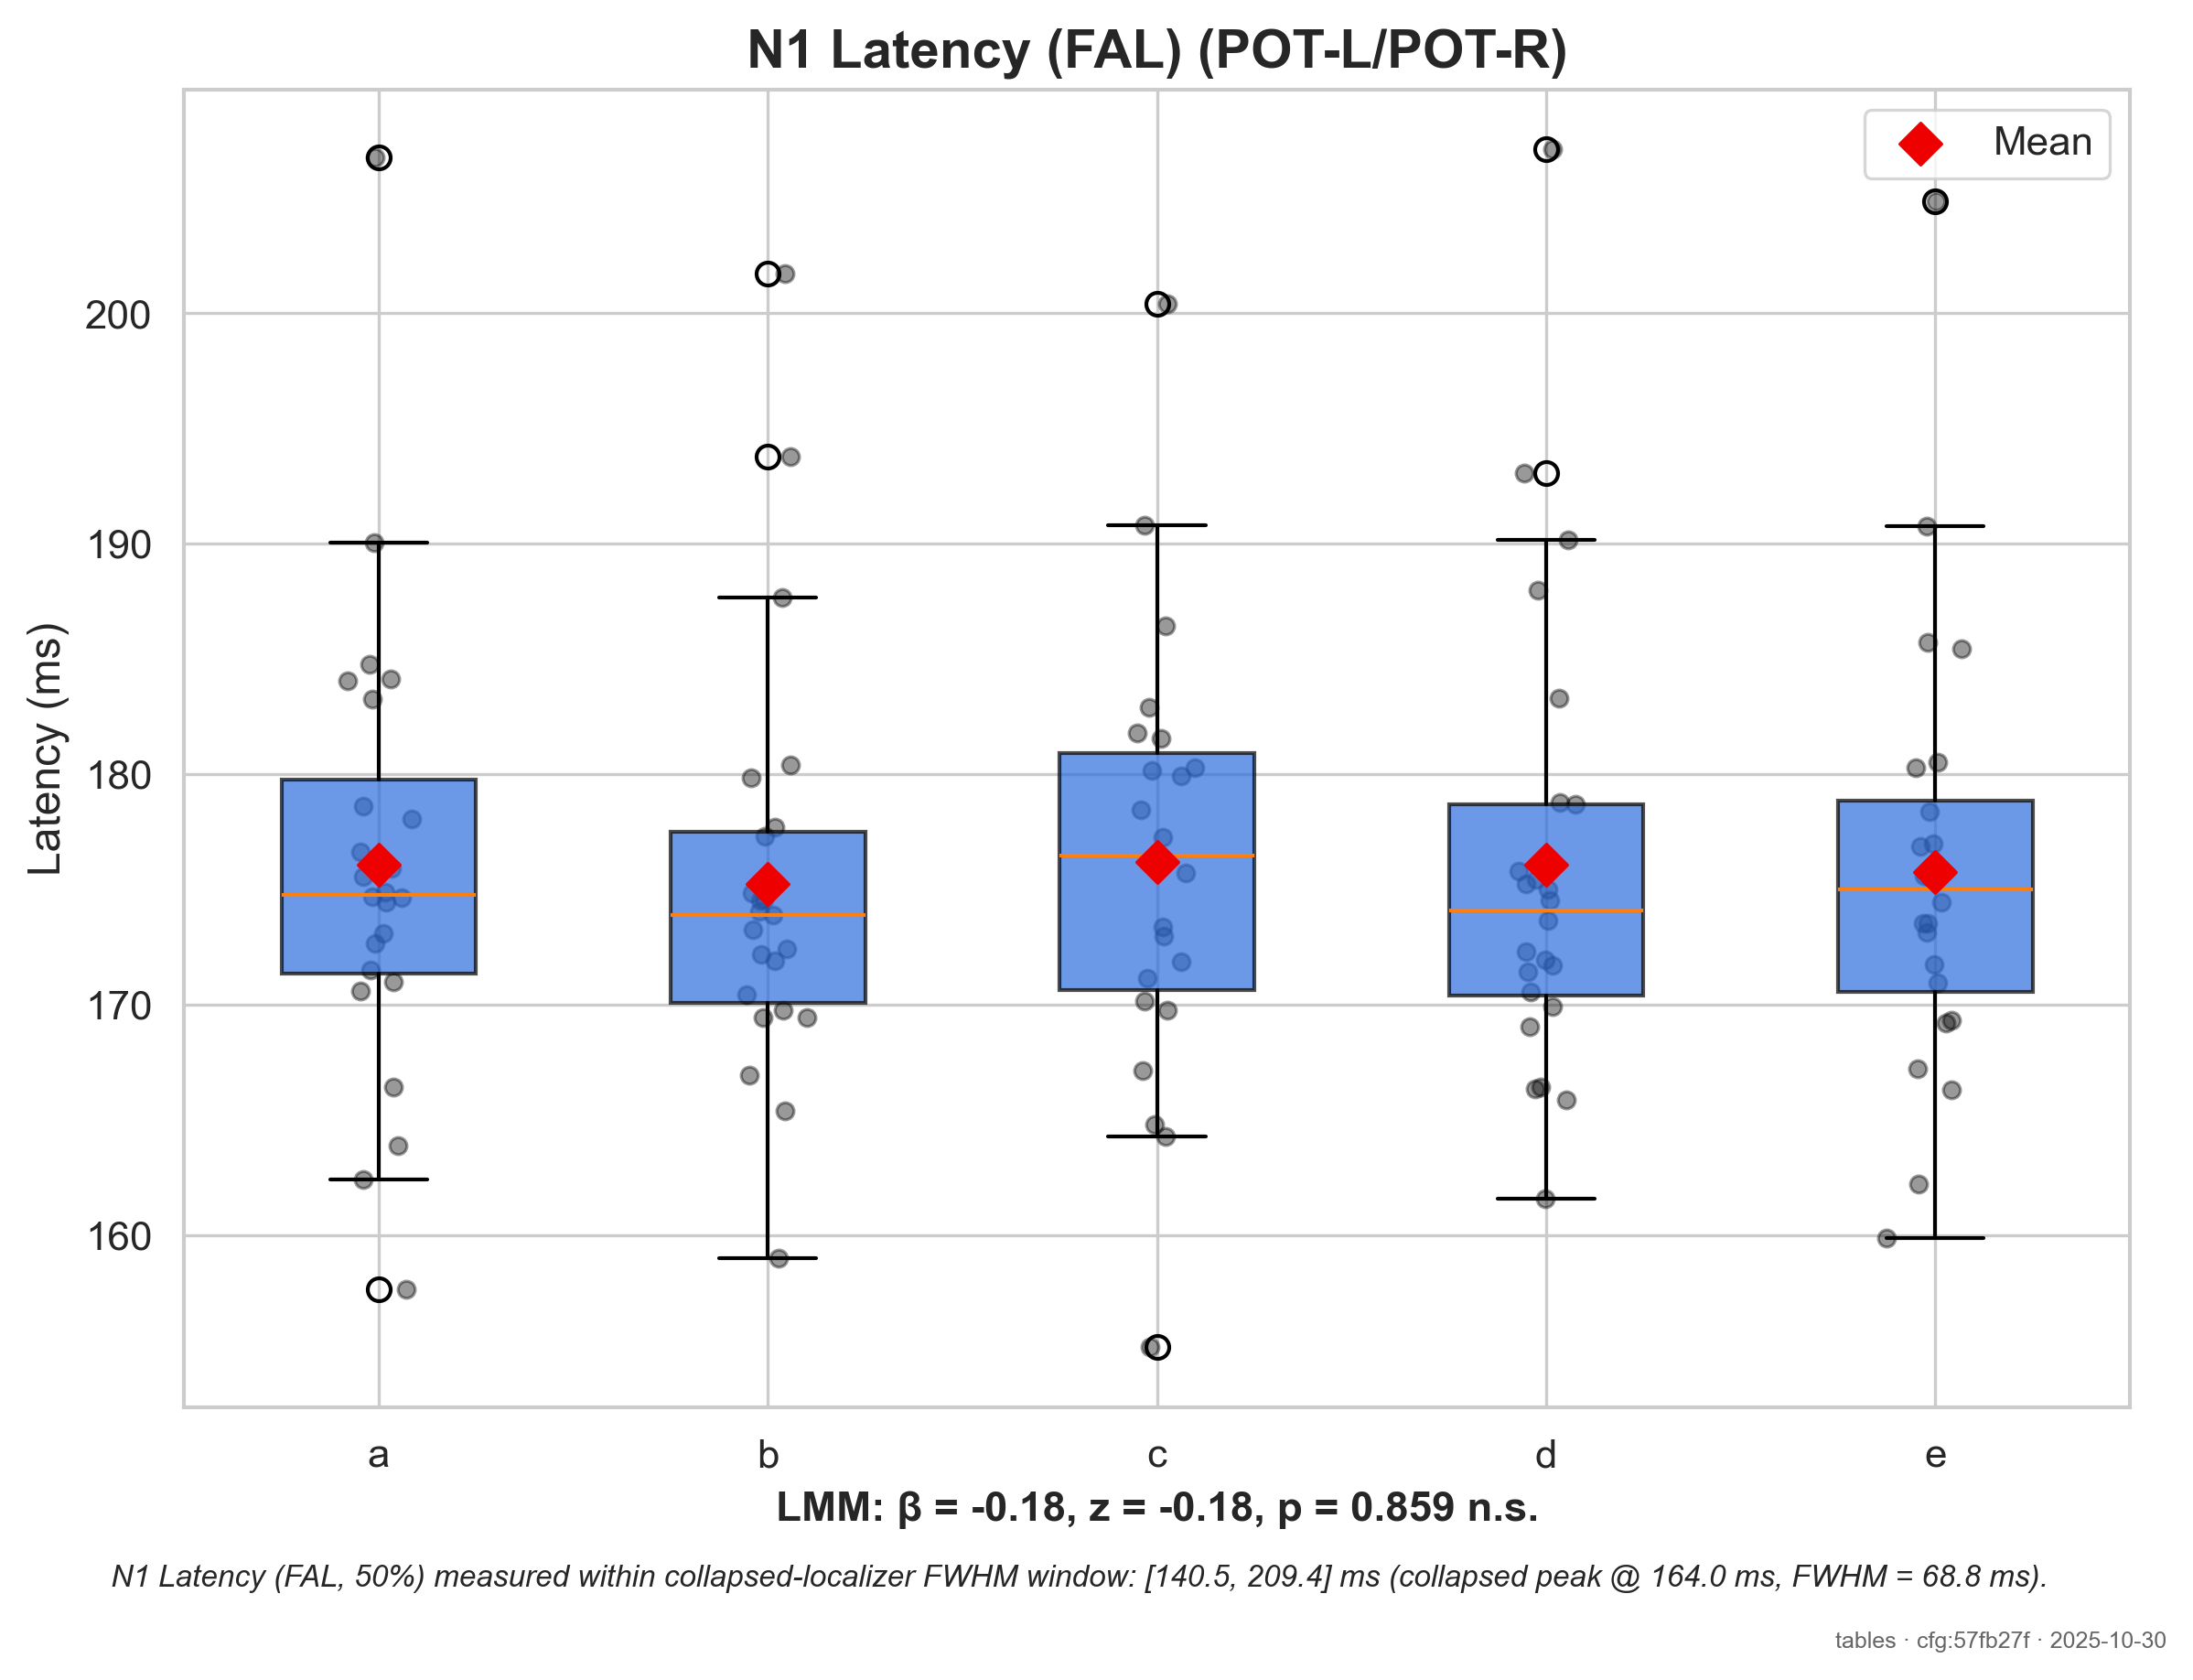 N1 Latency (FAL) (POT-L/POT-R)
Mean
Latency (ms)
200
190
180
170
160
a b c d e
LMM: β = -0.18, z = -0.18, p = 0.859 n.s.
N1 Latency (FAL, 50%) measured within collapsed-localizer FWHM window: [140.5, 209.4] ms (collapsed peak @ 164.0 ms, FWHM = 68.8 ms).
tables · cfg:57fb27f · 2025-10-30